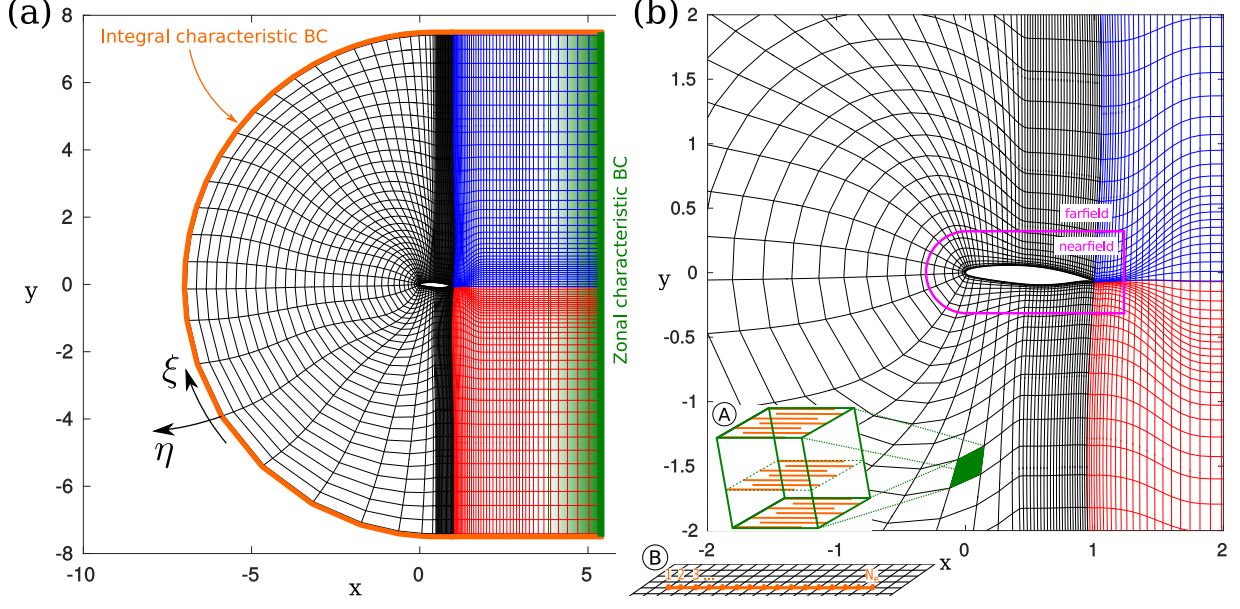 (a)
Integral characteristic BC
8
6
4
2
0
-2
-4
-6
-8
y
ξ
η
-10
-5
0
5
x
Zonal characteristic BC
(b)
2
1.5
1
0.5
0
-0.5
-1
-1.5
-2
y
farfield
nearfield
A
-2
-1
0
1
2
x
B
1 2 3 ...